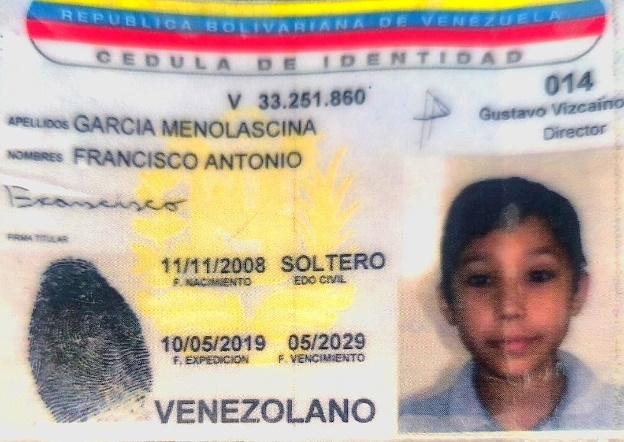 REPUBLICA BOLIVARIANA DE VENEZUELA
CEDULA DE IDENTIDAD
V 33.251.860
014
Gustavo Vizcaino
Director
APELLIDOS GARCIA MENOLASCINA
NOMBRES FRANCISCO ANTONIO
Francisco
FIRMA TITULAR
11/11/2008 SOLTERO
F. NACIMIENTO EDO CIVIL
10/05/2019 05/2029
F. EXPEDICION F. VENCIMIENTO
VENEZOLANO